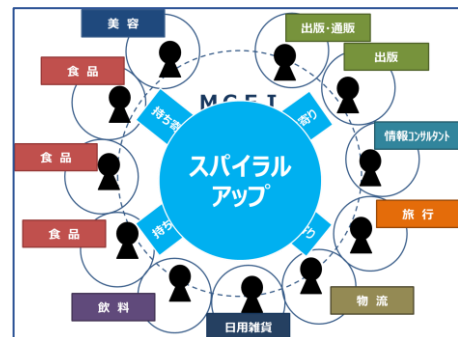 美 容
出版・通販
食 品
出版
持ち寄
寄り
スパイラル
アップ
情報コンサルタント
食 品
旅 行
食 品
持ち
り
飲 料
日用雑貨
物 流